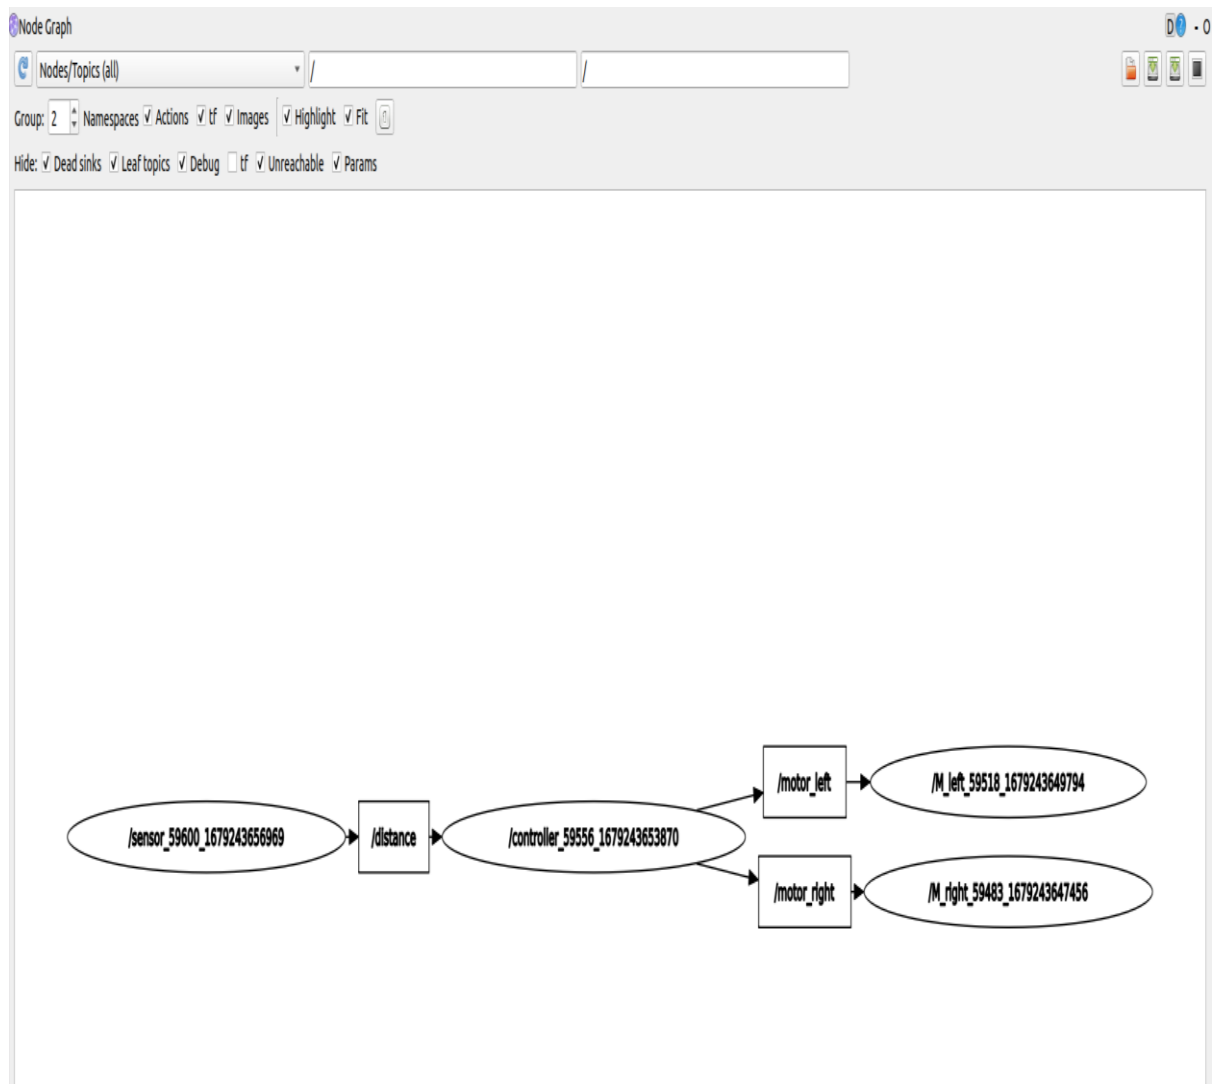 Node Graph D ? - O
Nodes/Topics (all) / /
Group: 2 Namespaces Actions tf Images Highlight Fit
Hide: Dead sinks Leaf topics Debug tf Unreachable Params
/motor_left /M_left_59518_1679243649794
/sensor_59600_1679243656969 /distance /controller_59556_1679243653870
/motor_right /M_right_59483_1679243647456